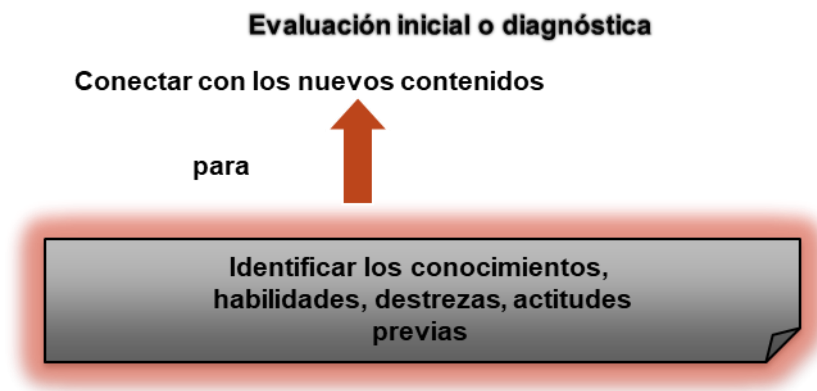 Evaluación inicial o diagnóstica
Conectar con los nuevos contenidos
para
Identificar los conocimientos,
habilidades, destrezas, actitudes
previas